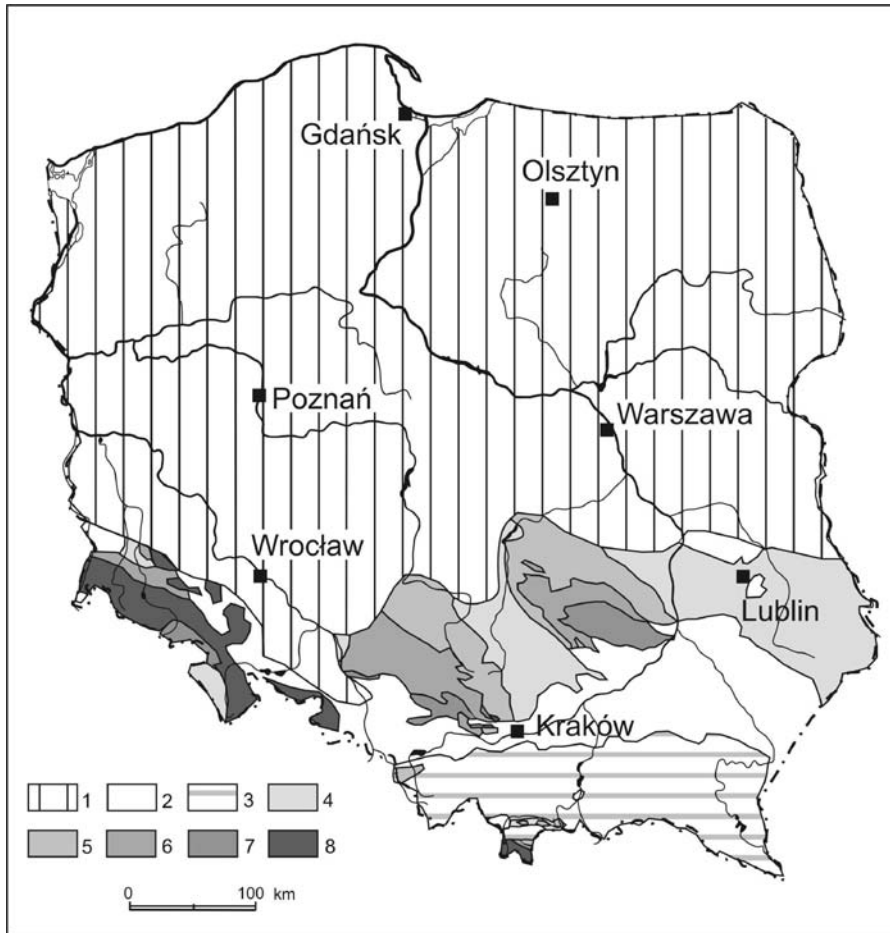 Gdańsk
Olsztyn
Poznań
Warszawa
Wrocław
Lublin
Kraków
1 2 3 4
5 6 7 8
0 100 km